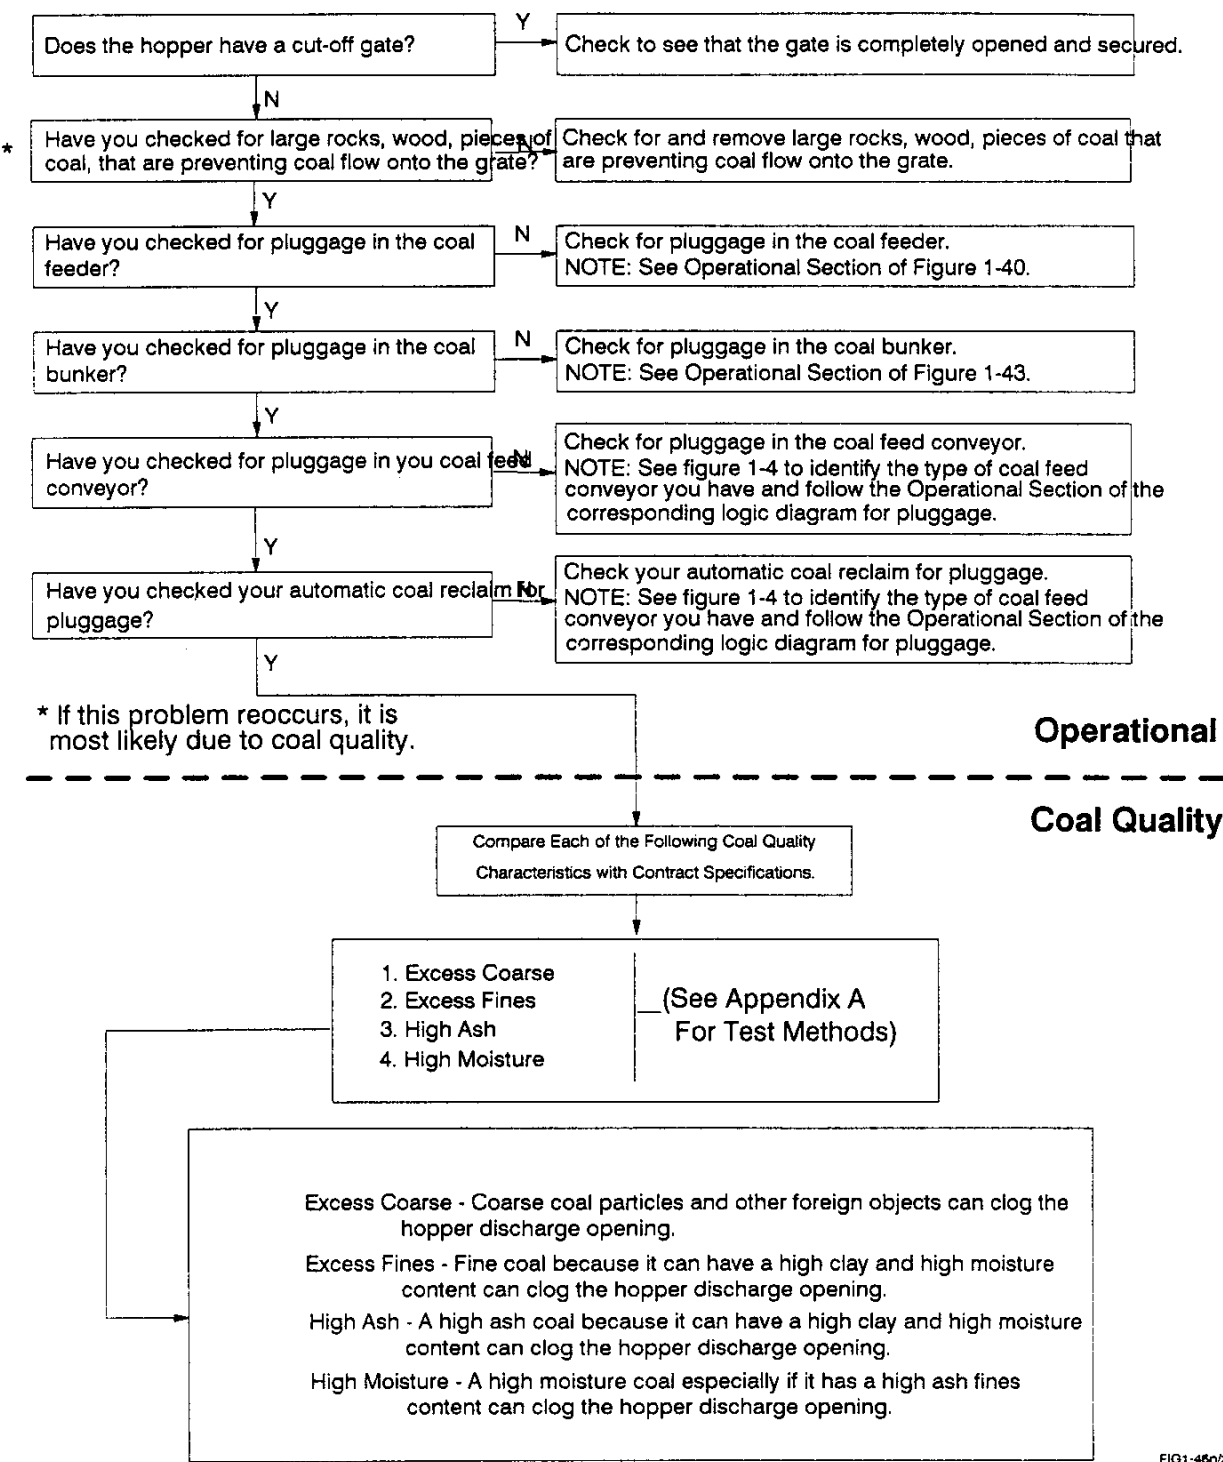 Does the hopper have a cut-off gate?
Y
Check to see that the gate is completely opened and secured.
N
*
Have you checked for large rocks, wood, pieces of
coal, that are preventing coal flow onto the grate?
N
Check for and remove large rocks, wood, pieces of coal that
are preventing coal flow onto the grate.
Y
Have you checked for pluggage in the coal
feeder?
N
Check for pluggage in the coal feeder.
NOTE: See Operational Section of Figure 1-40.
Y
Have you checked for pluggage in the coal
bunker?
N
Check for pluggage in the coal bunker.
NOTE: See Operational Section of Figure 1-43.
Y
Have you checked for pluggage in you coal feed
conveyor?
N
Check for pluggage in the coal feed conveyor.
NOTE: See figure 1-4 to identify the type of coal feed
conveyor you have and follow the Operational Section of the
corresponding logic diagram for pluggage.
Y
Have you checked your automatic coal reclaim for
pluggage?
N
Check your automatic coal reclaim for pluggage.
NOTE: See figure 1-4 to identify the type of coal feed
conveyor you have and follow the Operational Section of the
corresponding logic diagram for pluggage.
Y
* If this problem reoccurs, it is
most likely due to coal quality.
Operational
Coal Quality
Compare Each of the Following Coal Quality
Characteristics with Contract Specifications.
1. Excess Coarse
2. Excess Fines
3. High Ash
4. High Moisture
(See Appendix A
For Test Methods)
Excess Coarse - Coarse coal particles and other foreign objects can clog the
hopper discharge opening.
Excess Fines - Fine coal because it can have a high clay and high moisture
content can clog the hopper discharge opening.
High Ash - A high ash coal because it can have a high clay and high moisture
content can clog the hopper discharge opening.
High Moisture - A high moisture coal especially if it has a high ash fines
content can clog the hopper discharge opening.